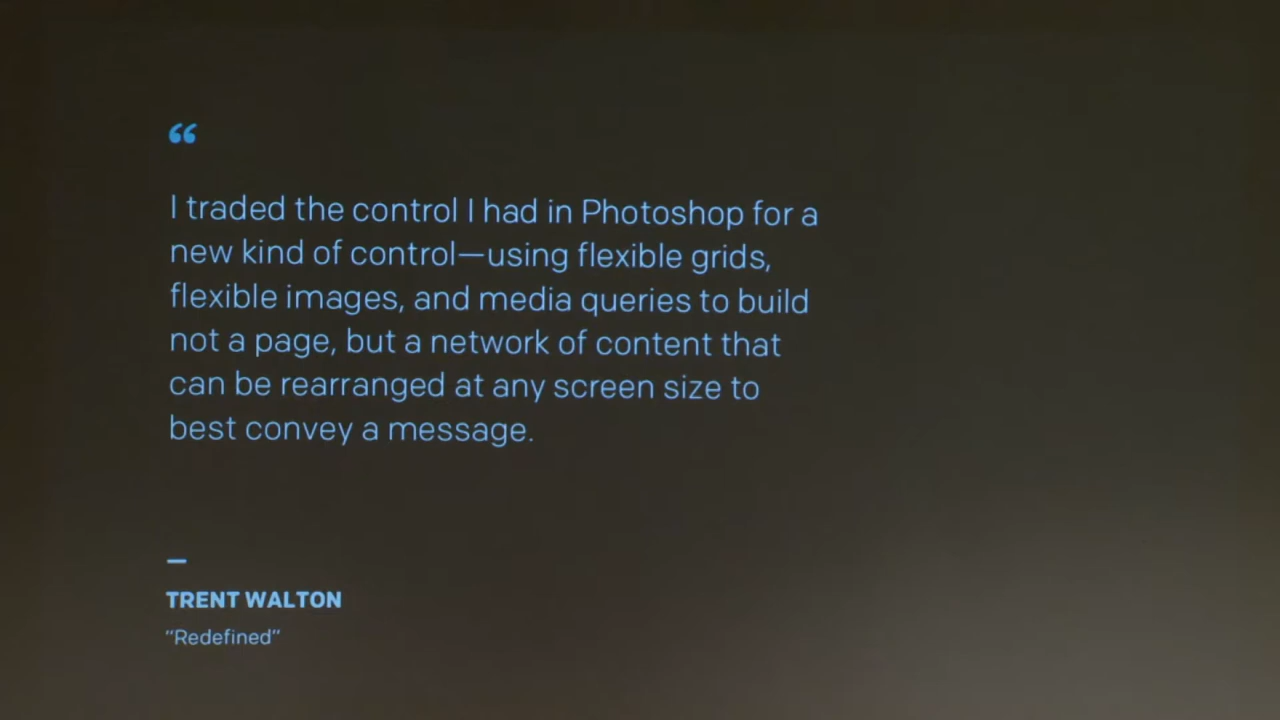 “
I traded the control I had in Photoshop for a
new kind of control—using flexible grids,
flexible images, and media queries to build
not a page, but a network of content that
can be rearranged at any screen size to
best convey a message.
—
TRENT WALTON
“Redefined”